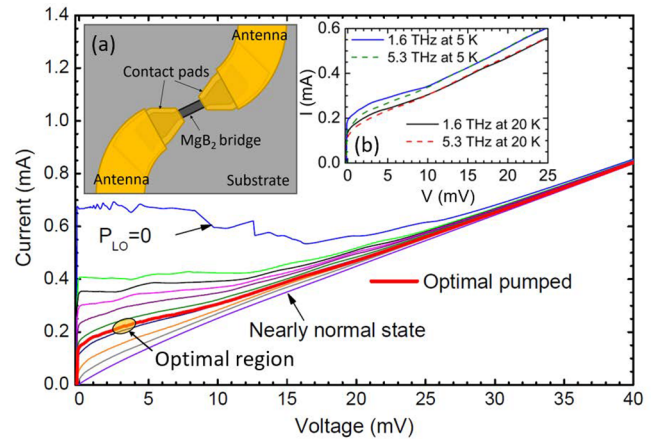 1.4
1.2
1.0
0.8
0.6
0.4
0.2
0.0
Current (mA)
0
5
10
15
20
25
30
35
40
Voltage (mV)
(a)
Antenna
Contact pads
MgB2 bridge
Antenna
Substrate
0.6
0.4
0.2
0.0
I (mA)
1.6 THz at 5 K
5.3 THz at 5 K
1.6 THz at 20 K
5.3 THz at 20 K
(b)
0
5
10
15
20
25
V (mV)
PLO=0
Optimal pumped
Nearly normal state
Optimal region